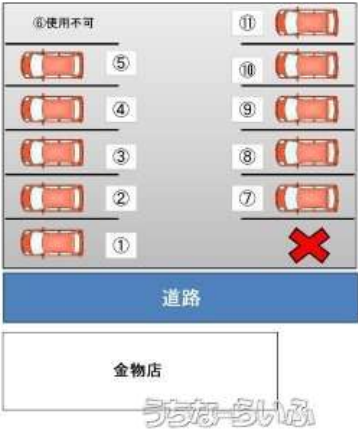 ⑥使用不可
⑪
⑤
⑩
④
⑨
③
⑧
②
⑦
①
道路
金物店
うちなーらいふ